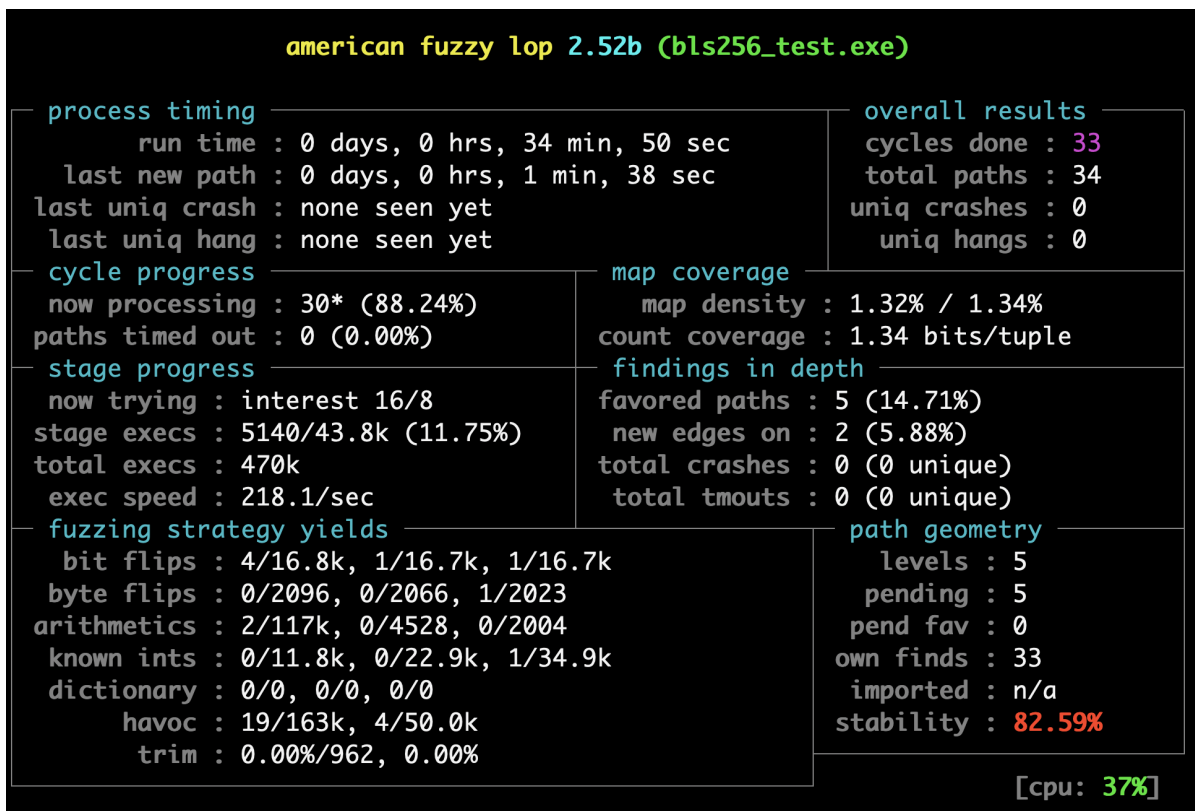 american fuzzy lop 2.52b (bls256_test.exe)
process timing
run time : 0 days, 0 hrs, 34 min, 50 sec
last new path : 0 days, 0 hrs, 1 min, 38 sec
last uniq crash : none seen yet
last uniq hang : none seen yet
overall results
cycles done : 33
total paths : 34
uniq crashes : 0
uniq hangs : 0
cycle progress
now processing : 30* (88.24%)
paths timed out : 0 (0.00%)
map coverage
map density : 1.32% / 1.34%
count coverage : 1.34 bits/tuple
stage progress
now trying : interest 16/8
stage execs : 5140/43.8k (11.75%)
total execs : 470k
exec speed : 218.1/sec
findings in depth
favored paths : 5 (14.71%)
new edges on : 2 (5.88%)
total crashes : 0 (0 unique)
total tmouts : 0 (0 unique)
fuzzing strategy yields
bit flips : 4/16.8k, 1/16.7k, 1/16.7k
byte flips : 0/2096, 0/2066, 1/2023
arithmetics : 2/117k, 0/4528, 0/2004
known ints : 0/11.8k, 0/22.9k, 1/34.9k
dictionary : 0/0, 0/0, 0/0
havoc : 19/163k, 4/50.0k
trim : 0.00%/962, 0.00%
path geometry
levels : 5
pending : 5
pend fav : 0
own finds : 33
imported : n/a
stability : 82.59%
[cpu: 37%]